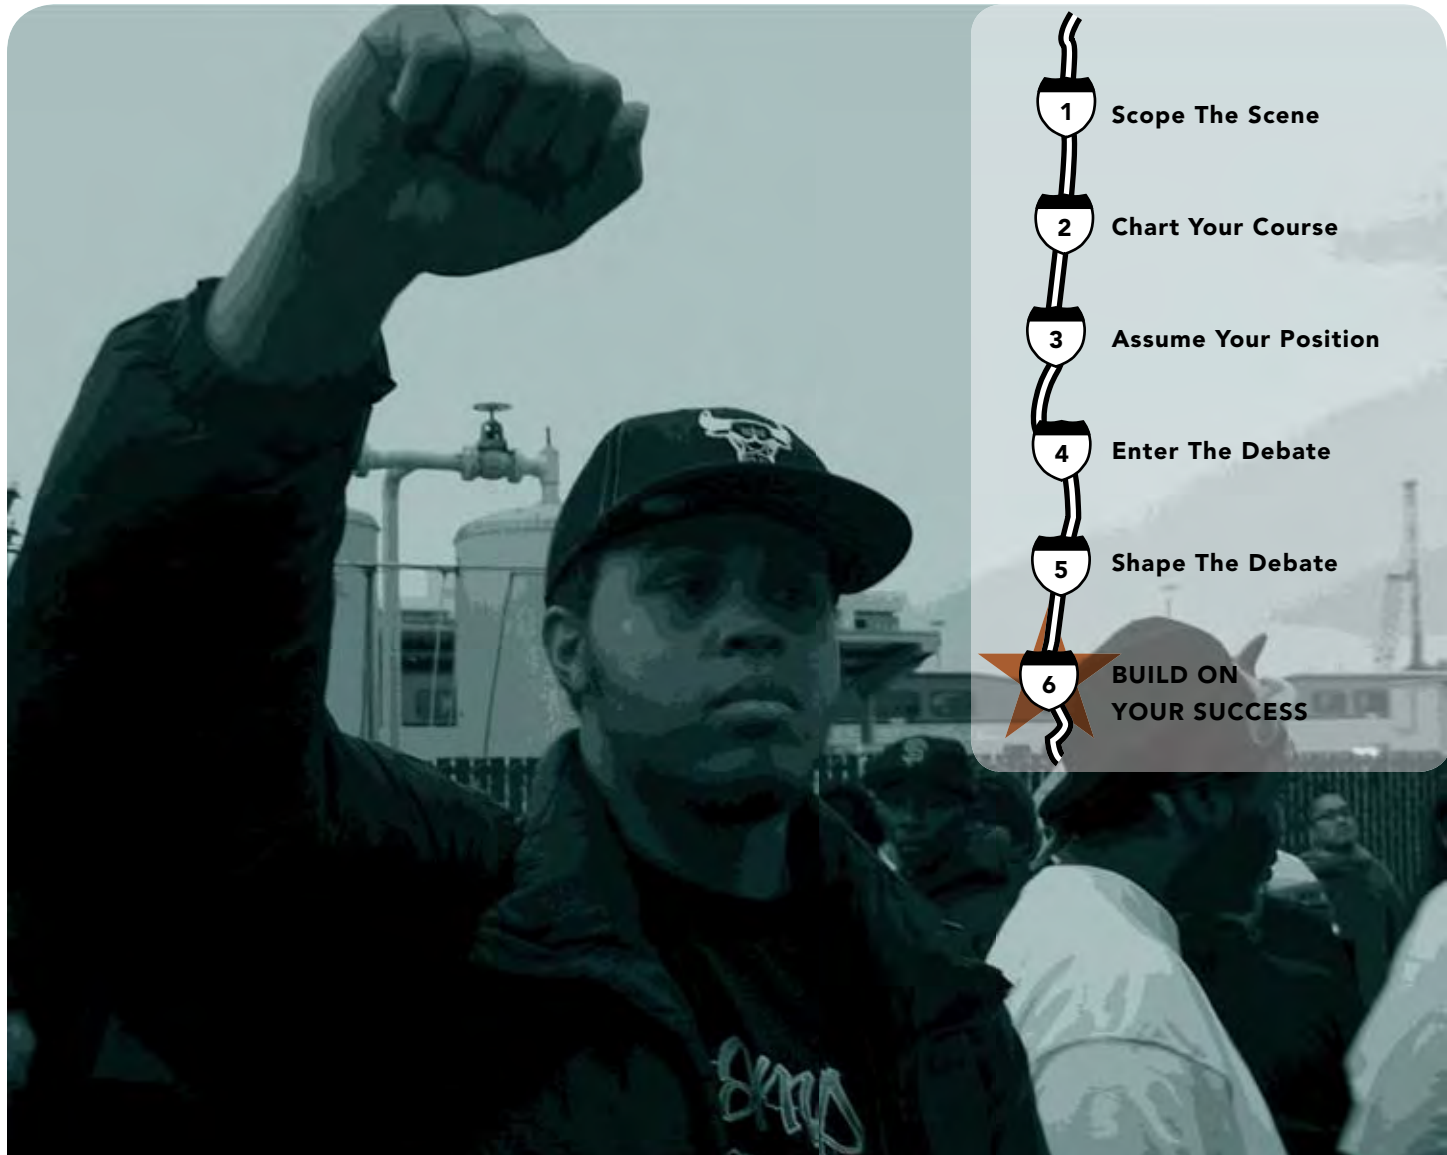 1 Scope The Scene
2 Chart Your Course
3 Assume Your Position
4 Enter The Debate
5 Shape The Debate
6 BUILD ON
YOUR SUCCESS